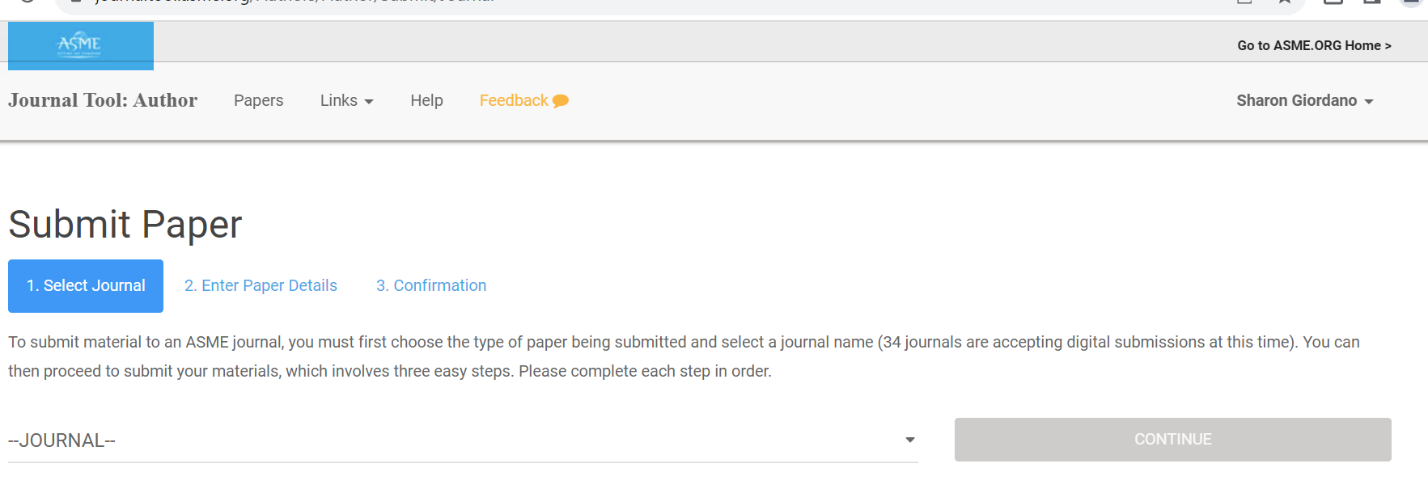 ASME
Go to ASME.ORG Home >
Journal Tool: Author Papers Links Help Feedback Sharon Giordano
Submit Paper
1. Select Journal 2. Enter Paper Details 3. Confirmation
To submit material to an ASME journal, you must first choose the type of paper being submitted and select a journal name (34 journals are accepting digital submissions at this time). You can
then proceed to submit your materials, which involves three easy steps. Please complete each step in order.
--JOURNAL-- CONTINUE